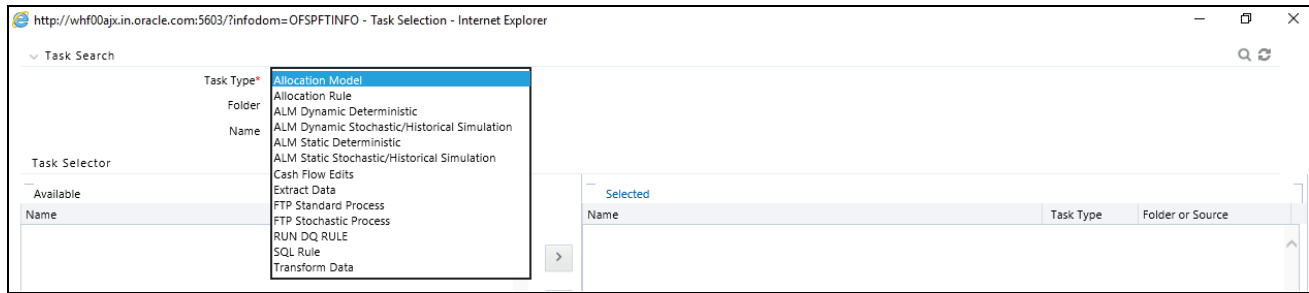 http://whf00ajx.in.oracle.com:5603/?infodom=OFSPFTINFO - Task Selection - Internet Explorer
Task Search
Task Type*
Allocation Model
Allocation Rule
Folder
ALM Dynamic Deterministic
Name
ALM Dynamic Stochastic/Historical Simulation
ALM Static Deterministic
ALM Static Stochastic/Historical Simulation
Cash Flow Edits
Extract Data
FTP Standard Process
FTP Stochastic Process
RUN DQ RULE
SQL Rule
Transform Data
Task Selector
Available
Name
Selected
Name Task Type Folder or Source